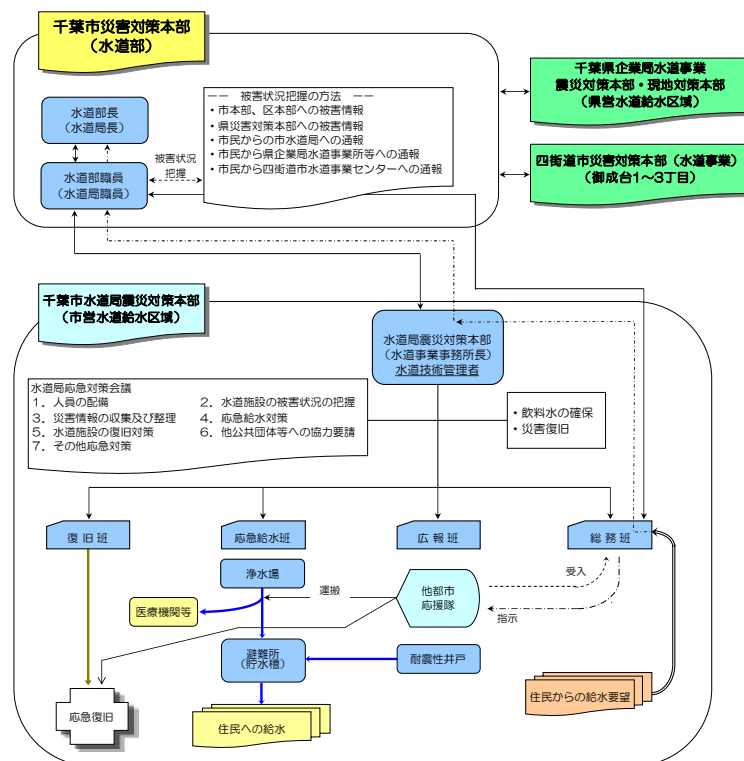 千葉市災害対策本部
（水道部）
千葉県企業局水道事業
震災対策本部・現地対策本部
（県営水道給水区域）
四街道市災害対策本部（水道事業）
（御成台1～3丁目）
水道部長
（水道局長）
水道部職員
（水道局職員）
被害状況
把握
―― 被害状況把握の方法 ――
・市本部、区本部への被害情報
・県災害対策本部への被害情報
・市民からの市水道局への通報
・市民から県企業局水道事業所等への通報
・市民から四街道市水道事業センターへの通報
千葉市水道局震災対策本部
（市営水道給水区域）
水道局震災対策本部
（水道事業事務所長）
水道技術管理者
水道局応急対策会議
1．人員の配備 2．水道施設の被害状況の把握
3．災害情報の収集及び整理 4．応急給水対策
5．水道施設の復旧対策 6．他公共団体等への協力要請
7．その他応急対策
・飲料水の確保
・災害復旧
復旧班
応急給水班
広報班
総務班
浄水場
医療機関等
運搬
他都市
応援隊
受入
指示
避難所
（貯水槽）
耐震性井戸
応急復旧
住民への給水
住民からの給水要望